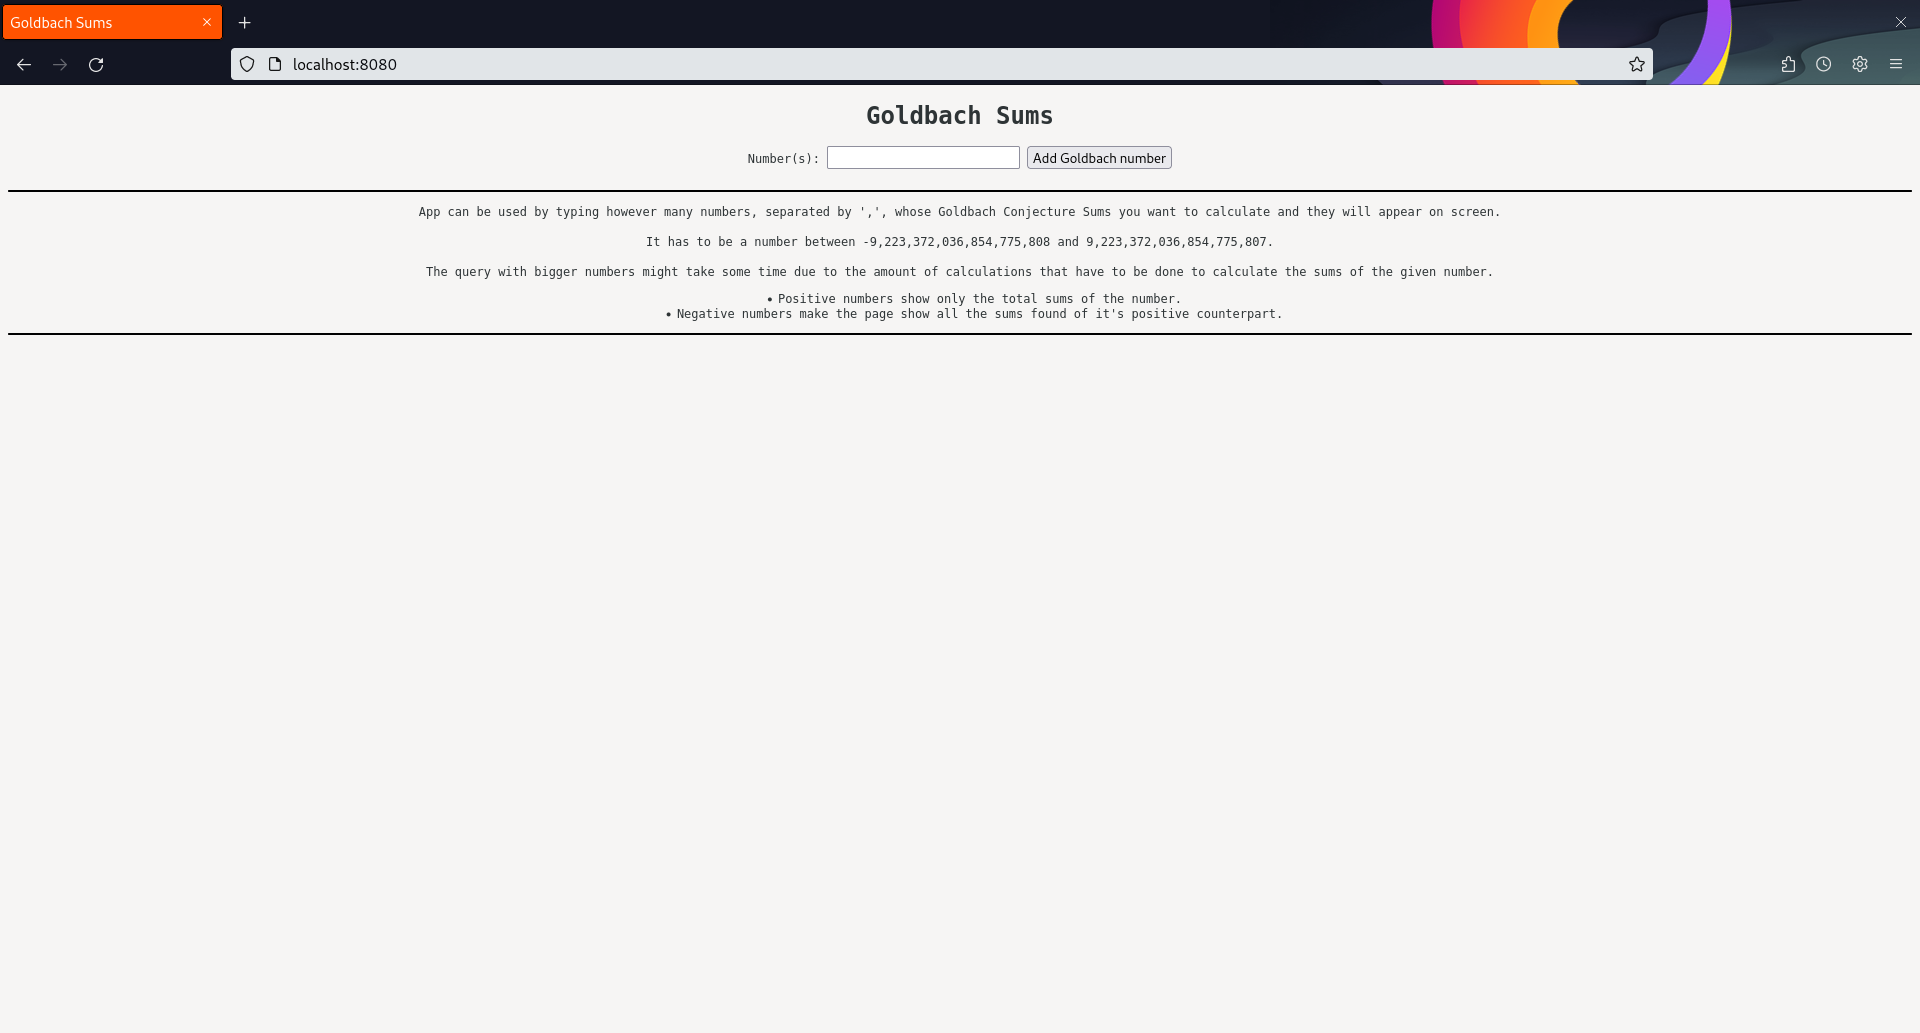 Goldbach Sums
localhost:8080
Goldbach Sums
Number(s): Add Goldbach number
App can be used by typing however many numbers, separated by ',', whose Goldbach Conjecture Sums you want to calculate and they will appear on screen.
It has to be a number between -9,223,372,036,854,775,808 and 9,223,372,036,854,775,807.
The query with bigger numbers might take some time due to the amount of calculations that have to be done to calculate the sums of the given number.
• Positive numbers show only the total sums of the number.
• Negative numbers make the page show all the sums found of it's positive counterpart.